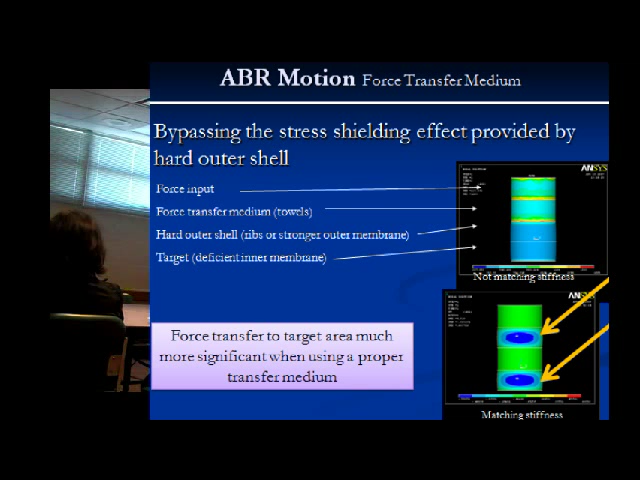 ABR Motion Force Transfer Medium
Bypassing the stress shielding effect provided by
hard outer shell
Force input
Force transfer medium (towels)
Hard outer shell (ribs or stronger outer membrane)
Target (deficient inner membrane)
ANSYS
Not matching stiffness
Force transfer to target area much
more significant when using a proper
transfer medium
ANSYS
Matching stiffness